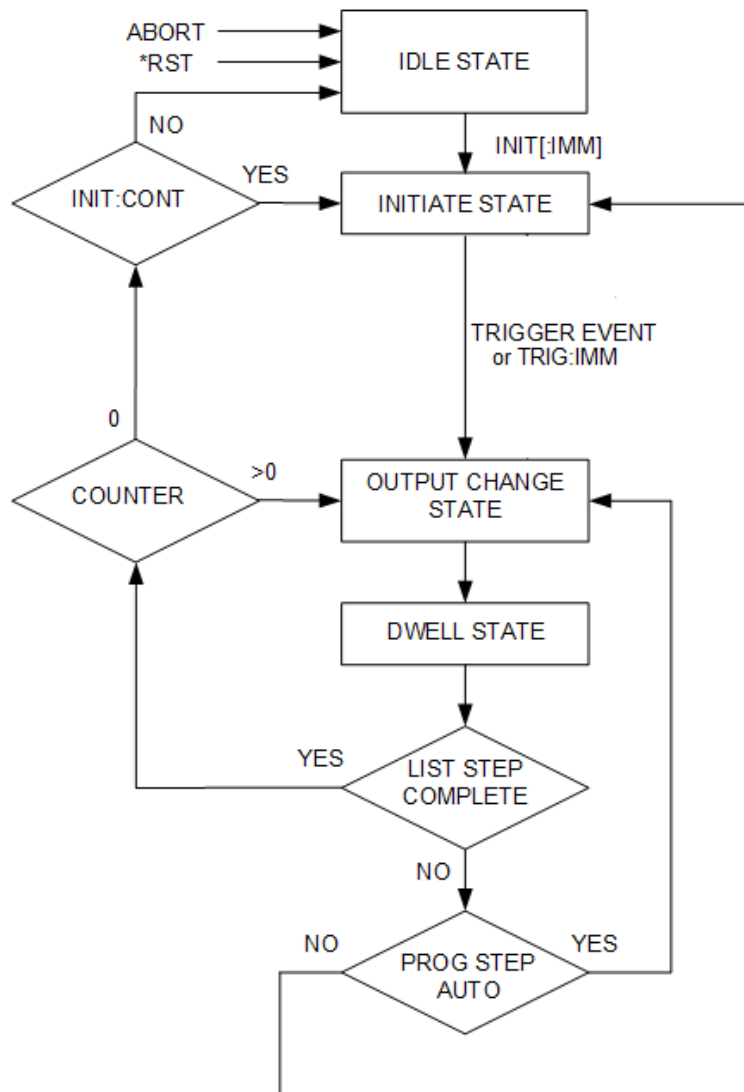 ABORT
*RST
IDLE STATE
NO
INIT[:IMM]
YES
INIT:CONT
INITIATE STATE
TRIGGER EVENT
or TRIG:IMM
0
>0
COUNTER
OUTPUT CHANGE
STATE
DWELL STATE
YES
LIST STEP
COMPLETE
NO
NO
YES
PROG STEP
AUTO